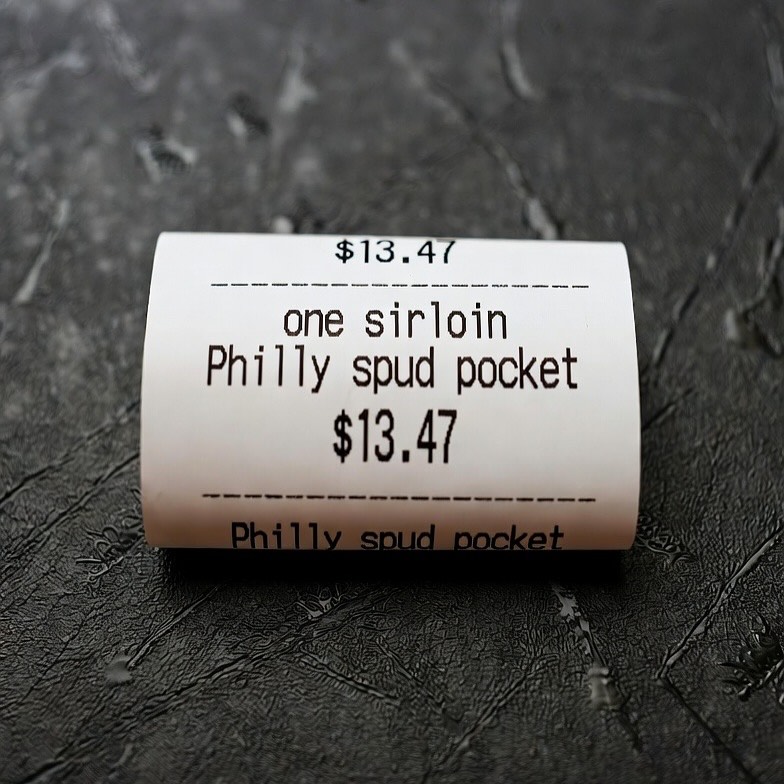 $13.47
one sirloin
Philly spud pocket
$13.47
Philly spud pocket